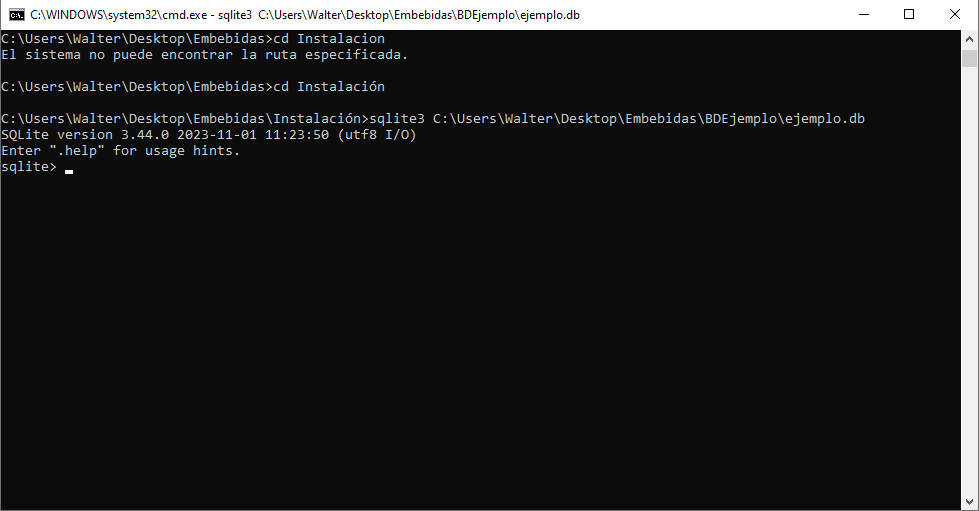 C:\WINDOWS\system32\cmd.exe - sqlite3  C:\Users\Walter\Desktop\Embebidas\BDEjemplo\ejemplo.db
C:\Users\Walter\Desktop\Embebidas>cd Instalacion
El sistema no puede encontrar la ruta especificada.
C:\Users\Walter\Desktop\Embebidas>cd Instalación
C:\Users\Walter\Desktop\Embebidas\Instalación>sqlite3 C:\Users\Walter\Desktop\Embebidas\BDEjemplo\ejemplo.db
SQLite version 3.44.0 2023-11-01 11:23:50 (utf8 I/O)
Enter ".help" for usage hints.
sqlite>